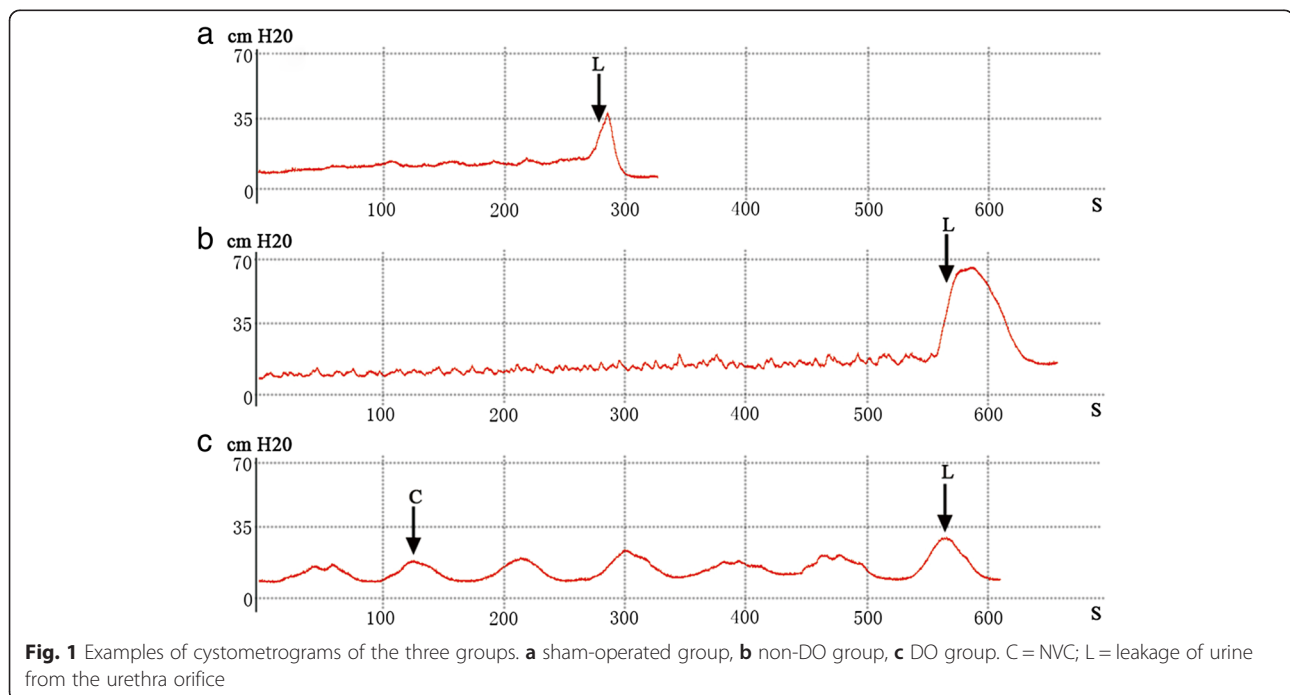 a cm H20
70
L
35
0
100 200 300 400 500 600 S
b cm H20
L
70
35
0
100 200 300 400 500 600 S
c cm H20
70
C L
35
0
100 200 300 400 500 600 S
Fig. 1 Examples of cystometrograms of the three groups. a sham-operated group, b non-DO group, c DO group. C = NVC; L = leakage of urine
from the urethra orifice